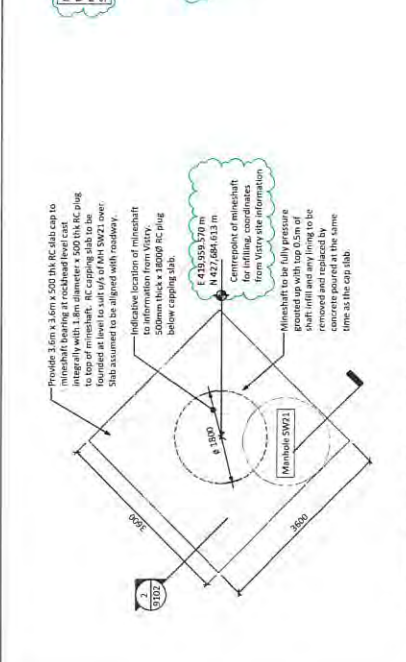 Provide 3.6m x 3.6m x 500 thk RC slab cap to
mineshaft bearing at rockhead level cast
integrally with 1.8m diameter x 500 thk RC plug
to top of mineshaft. RC capping slab to be
founded at level to suit u/s of MH SW21 over.
Slab assumed to be aligned with roadway.
Indicative location of mineshaft
to information from Vistry.
500mm thick x 1800Ø RC plug
below capping slab.
E 419,959.570 m
N 427,684.613 m
Centrepoint of mineshaft
for infilling, coordinates
from Vistry site information
Mineshaft to be fully pressure
grouted up with top 0.5m of
shaft infill and any lining to be
removed and replaced by
concrete poured at the same
time as the cap slab
ø 1800
Manhole SW21
3600
3600
2
9102